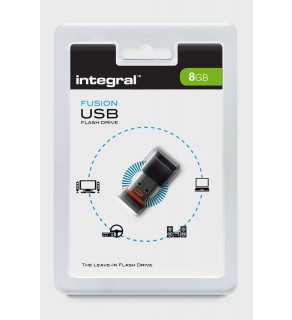 integral
8GB
FUSION
USB
FLASH DRIVE
THE LEAVE-IN FLASH DRIVE